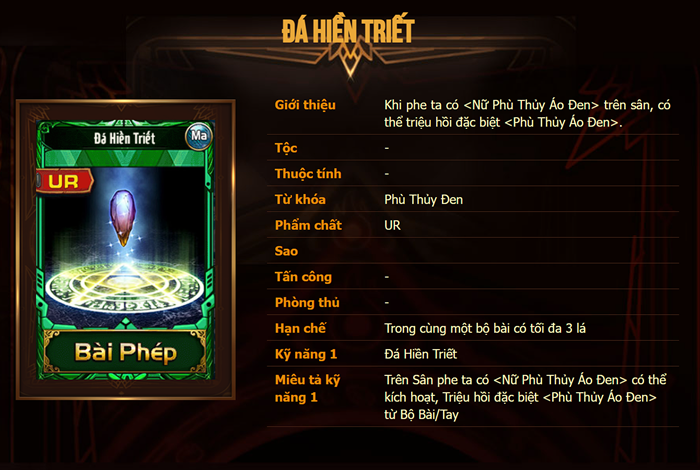 ĐÁ HIỀN TRIẾT
Đá Hiền Triết
Ma
UR
Bài Phép
Giới thiệu
Khi phe ta có <Nữ Phù Thủy Áo Đen> trên sân, có
thể triệu hồi đặc biệt <Phù Thủy Áo Đen>.
Tộc
-
Thuộc tính
-
Từ khóa
Phù Thủy Đen
Phẩm chất
UR
Sao
Tấn công
-
Phòng thủ
-
Hạn chế
Trong cùng một bộ bài có tối đa 3 lá
Kỹ năng 1
Đá Hiền Triết
Miêu tả kỹ
năng 1
Trên Sân phe ta có <Nữ Phù Thủy Áo Đen> có thể
kích hoạt, Triệu hồi đặc biệt <Phù Thủy Áo Đen>
từ Bộ Bài/Tay